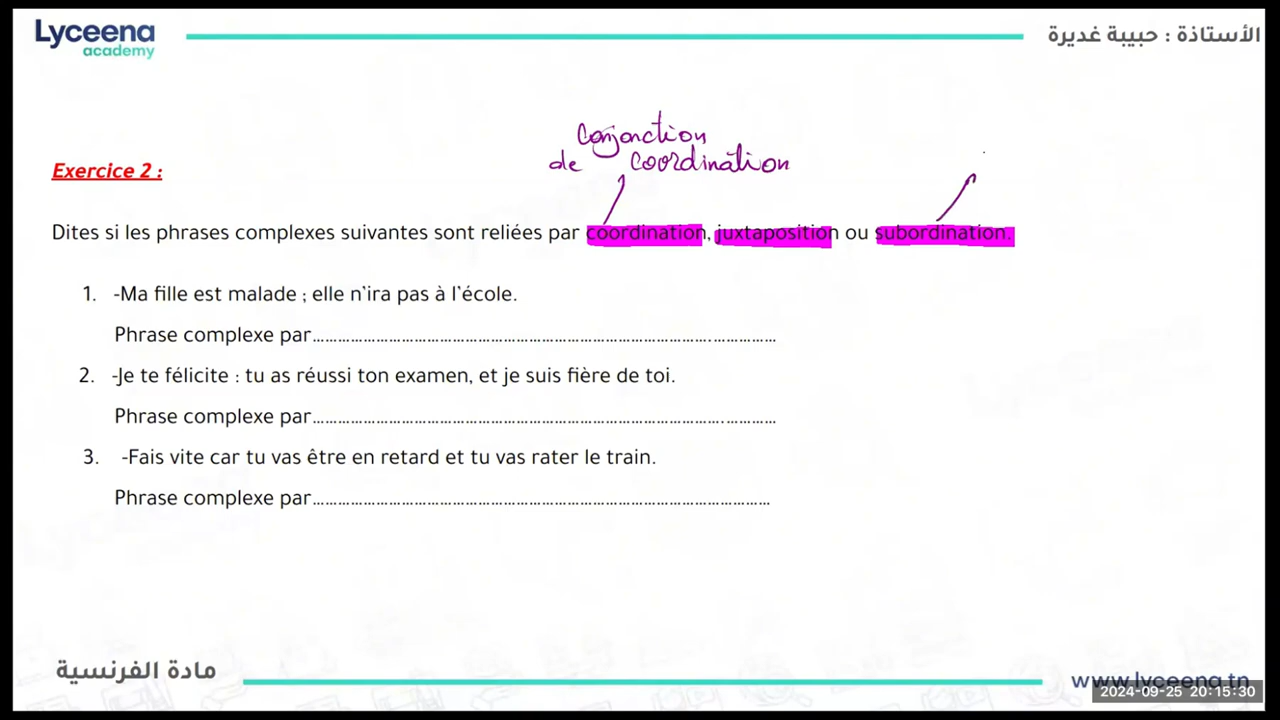 Lyceena
academy
الأستاذة : حبيبة غديرة
Conjonction
de coordination
Exercice 2 :
Dites si les phrases complexes suivantes sont reliées par coordination, juxtaposition ou subordination.
1. -Ma fille est malade ; elle n'ira pas à l'école.
Phrase complexe par……………………………………………………………………………….……………
2. -Je te félicite : tu as réussi ton examen, et je suis fière de toi.
Phrase complexe par……………………………………………………………………………….…………
3. -Fais vite car tu vas être en retard et tu vas rater le train.
Phrase complexe par………………………………………………………………………………………………
مادة الفرنسية
www.lyceena.tn
2024-09-25 20:15:30